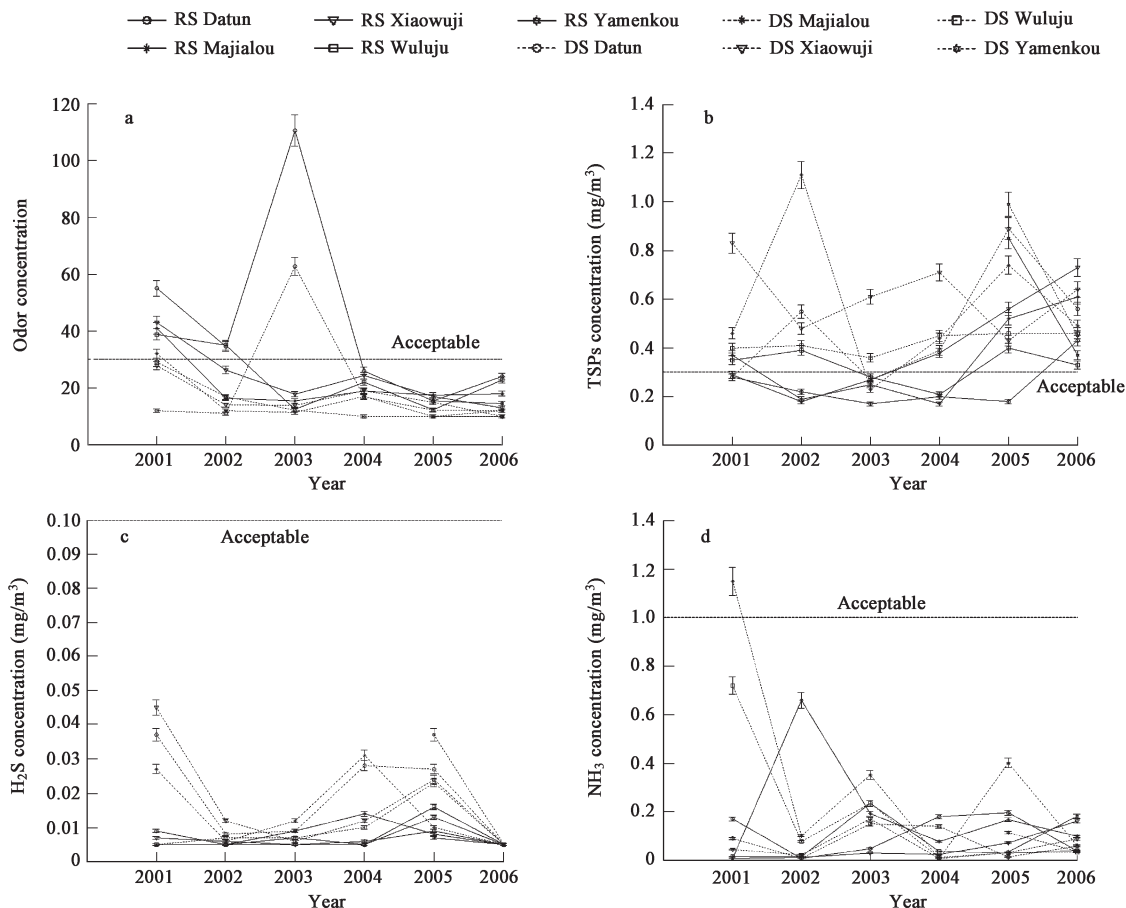 RS Datun RS Xiaowuji RS Yamenkou DS Majialou DS Wuluju
RS Majialou RS Wuluju DS Datun DS Xiaowuji DS Yamenkou
a
120
100
80
60
40
20
0
Odor concentration
Acceptable
2001 2002 2003 2004 2005 2006
Year
b
1.4
1.2
1.0
0.8
0.6
0.4
0.2
0
TSPs concentration (mg/m³)
Acceptable
2001 2002 2003 2004 2005 2006
Year
c
0.10
0.90
0.08
0.07
0.06
0.05
0.04
0.03
0.02
0.01
0
H₂S concentration (mg/m³)
Acceptable
2001 2002 2003 2004 2005 2006
Year
d
1.4
1.2
1.0
0.8
0.6
0.4
0.2
0
NH₃ concentration (mg/m³)
Acceptable
2001 2002 2003 2004 2005 2006
Year